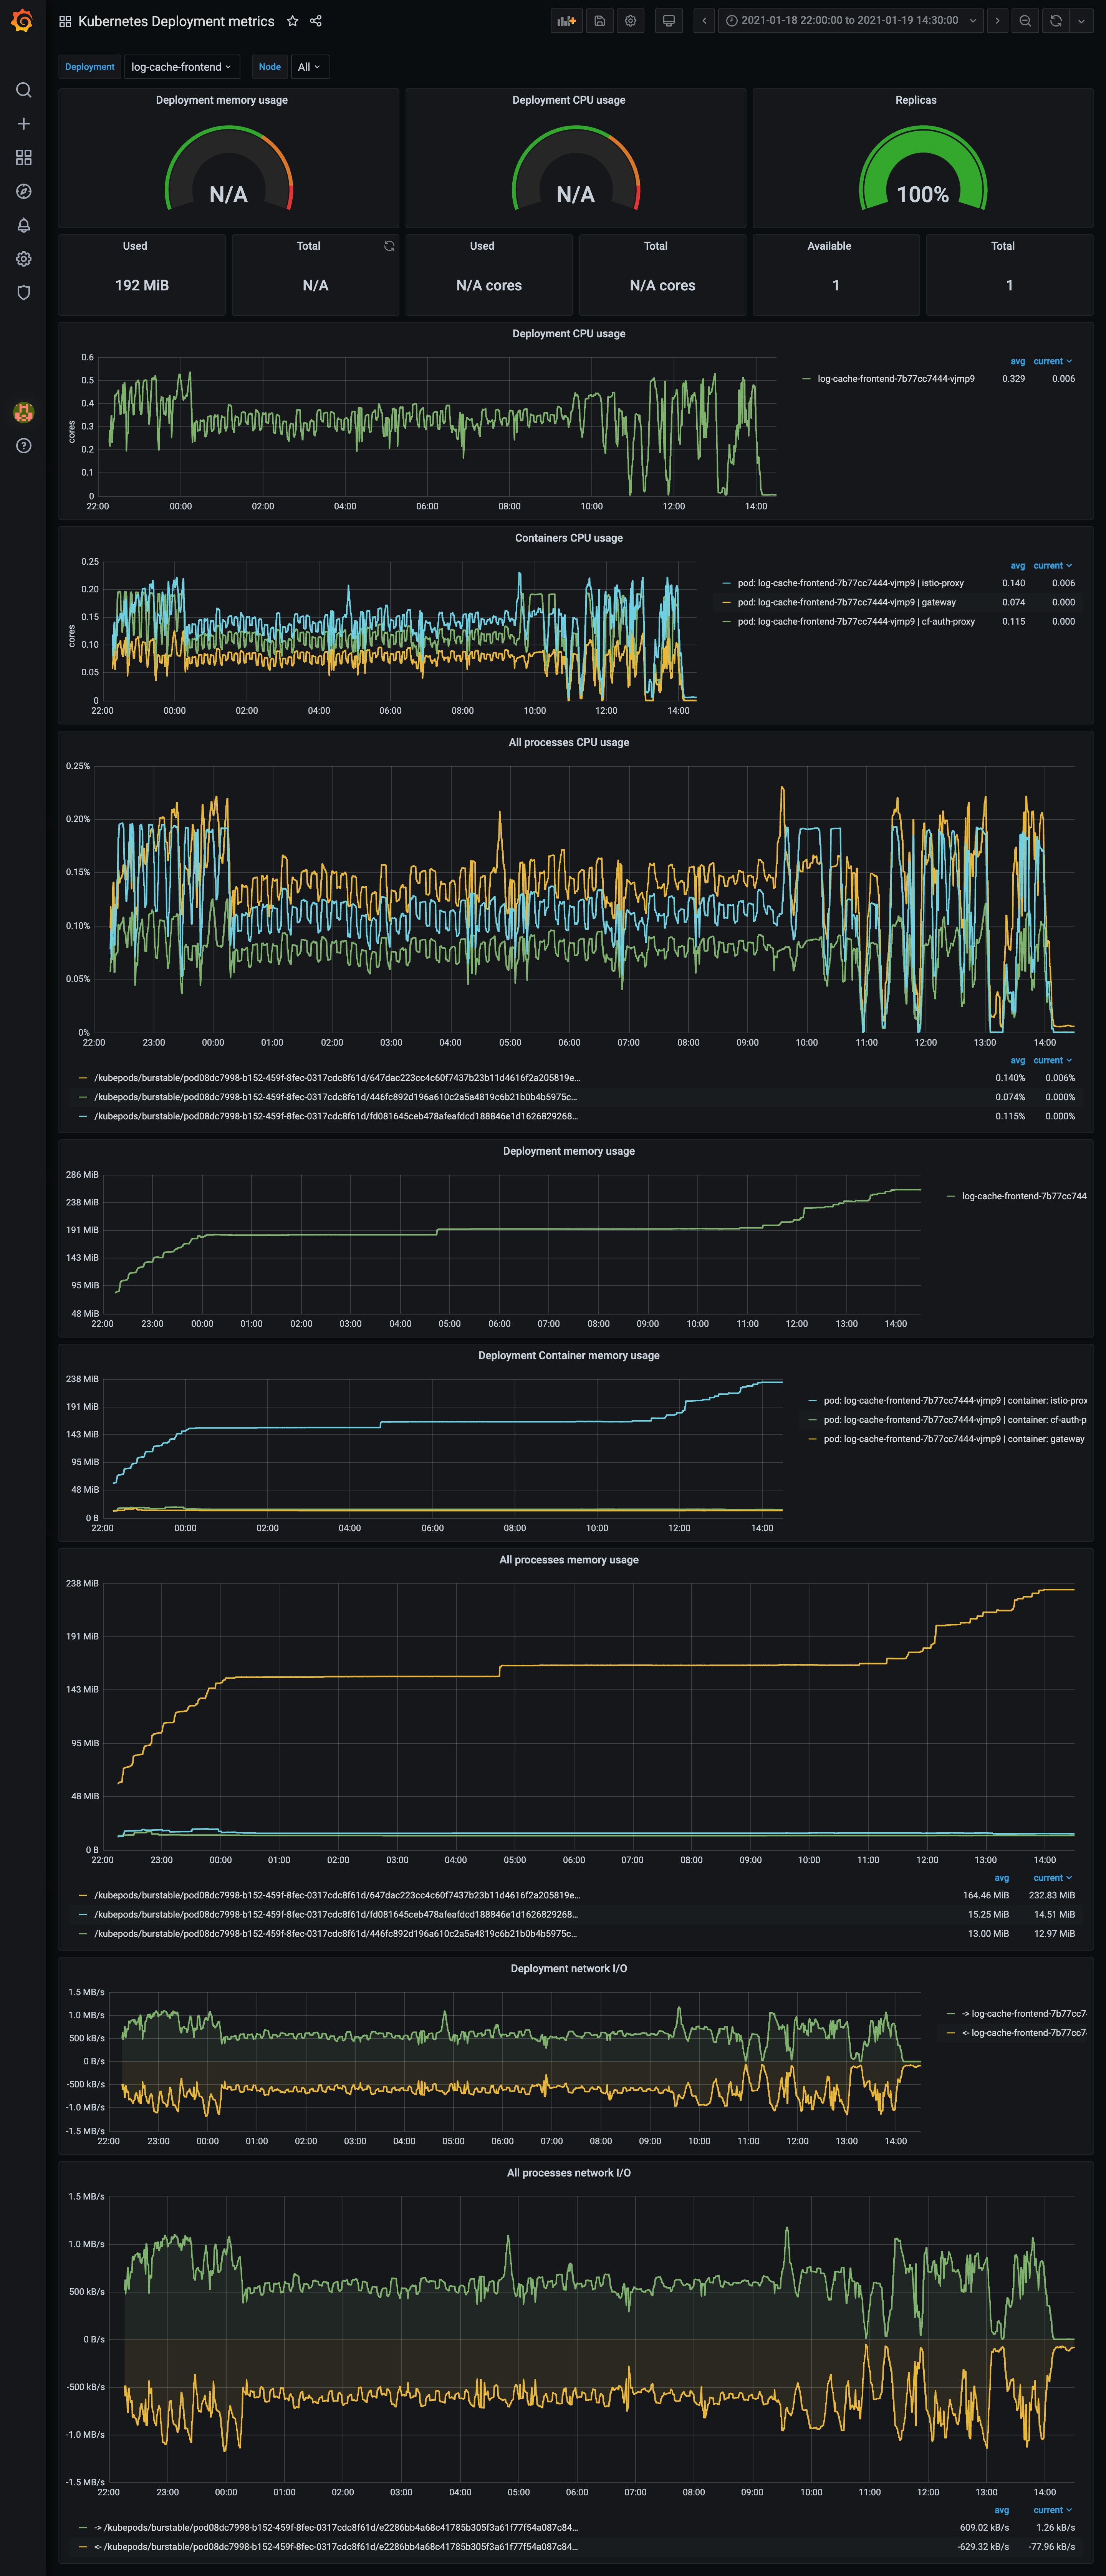 Kubernetes Deployment metrics
2021-01-18 22:00:00 to 2021-01-19 14:30:00
Deployment log-cache-frontend Node All
Deployment memory usage
N/A
Deployment CPU usage
N/A
Replicas
100%
Used
192 MiB
Total
N/A
Used
N/A cores
Total
N/A cores
Available
1
Total
1
Deployment CPU usage
0.6
0.5
0.4
0.3
0.2
0.1
0
cores
22:00 00:00 02:00 04:00 06:00 08:00 10:00 12:00 14:00
avg current
log-cache-frontend-7b77cc7444-vjmp9 0.329 0.006
Containers CPU usage
0.25
0.20
0.15
0.10
0.05
0
cores
22:00 00:00 02:00 04:00 06:00 08:00 10:00 12:00 14:00
avg current
pod: log-cache-frontend-7b77cc7444-vjmp9 | istio-proxy 0.140 0.006
pod: log-cache-frontend-7b77cc7444-vjmp9 | gateway 0.074 0.000
pod: log-cache-frontend-7b77cc7444-vjmp9 | cf-auth-proxy 0.115 0.000
All processes CPU usage
0.25%
0.20%
0.15%
0.10%
0.05%
0%
22:00 23:00 00:00 01:00 02:00 03:00 04:00 05:00 06:00 07:00 08:00 09:00 10:00 11:00 12:00 13:00 14:00
avg current
/kubepods/burstable/pod08dc7998-b152-459f-8fec-0317cdc8f61d/647dac223cc4c60f7437b23b11d4616f2a205819e... 0.140% 0.006%
/kubepods/burstable/pod08dc7998-b152-459f-8fec-0317cdc8f61d/446fc892d196a610c2a5a4819c6b21b0b4b5975c... 0.074% 0.000%
/kubepods/burstable/pod08dc7998-b152-459f-8fec-0317cdc8f61d/fd081645ceb478afeafdcd188846e1d1626829268... 0.115% 0.000%
Deployment memory usage
286 MiB
238 MiB
191 MiB
143 MiB
95 MiB
48 MiB
22:00 23:00 00:00 01:00 02:00 03:00 04:00 05:00 06:00 07:00 08:00 09:00 10:00 11:00 12:00 13:00 14:00
log-cache-frontend-7b77cc744
Deployment Container memory usage
238 MiB
191 MiB
143 MiB
95 MiB
48 MiB
0 B
22:00 00:00 02:00 04:00 06:00 08:00 10:00 12:00 14:00
pod: log-cache-frontend-7b77cc7444-vjmp9 | container: istio-prox
pod: log-cache-frontend-7b77cc7444-vjmp9 | container: cf-auth-p
pod: log-cache-frontend-7b77cc7444-vjmp9 | container: gateway
All processes memory usage
238 MiB
191 MiB
143 MiB
95 MiB
48 MiB
0 B
22:00 23:00 00:00 01:00 02:00 03:00 04:00 05:00 06:00 07:00 08:00 09:00 10:00 11:00 12:00 13:00 14:00
avg current
/kubepods/burstable/pod08dc7998-b152-459f-8fec-0317cdc8f61d/647dac223cc4c60f7437b23b11d4616f2a205819e... 164.46 MiB 232.83 MiB
/kubepods/burstable/pod08dc7998-b152-459f-8fec-0317cdc8f61d/fd081645ceb478afeafdcd188846e1d1626829268... 15.25 MiB 14.51 MiB
/kubepods/burstable/pod08dc7998-b152-459f-8fec-0317cdc8f61d/446fc892d196a610c2a5a4819c6b21b0b4b5975c... 13.00 MiB 12.97 MiB
Deployment network I/O
1.5 MB/s
1.0 MB/s
500 kB/s
0 B/s
-500 kB/s
-1.0 MB/s
-1.5 MB/s
22:00 23:00 00:00 01:00 02:00 03:00 04:00 05:00 06:00 07:00 08:00 09:00 10:00 11:00 12:00 13:00 14:00
-> log-cache-frontend-7b77cc7
<- log-cache-frontend-7b77cc7
All processes network I/O
1.5 MB/s
1.0 MB/s
500 kB/s
0 B/s
-500 kB/s
-1.0 MB/s
-1.5 MB/s
22:00 23:00 00:00 01:00 02:00 03:00 04:00 05:00 06:00 07:00 08:00 09:00 10:00 11:00 12:00 13:00 14:00
avg current
-> /kubepods/burstable/pod08dc7998-b152-459f-8fec-0317cdc8f61d/e2286bb4a68c41785b305f3a61f77f54a087c84... 609.02 kB/s 1.26 kB/s
<- /kubepods/burstable/pod08dc7998-b152-459f-8fec-0317cdc8f61d/e2286bb4a68c41785b305f3a61f77f54a087c84... -629.32 kB/s -77.96 kB/s